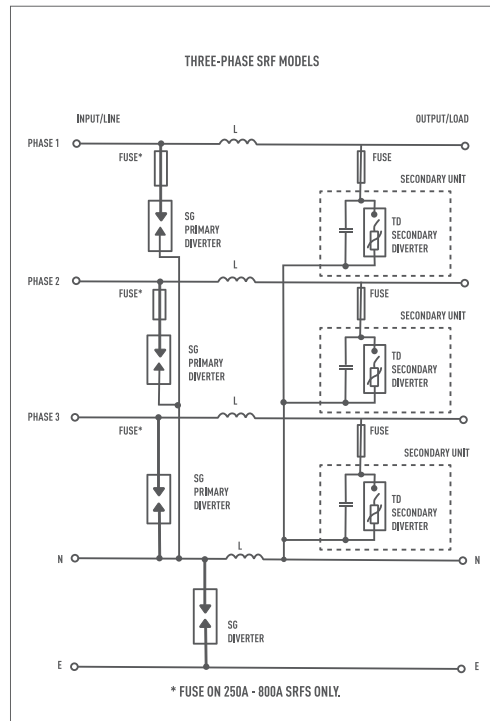 THREE-PHASE SRF MODELS
INPUT/LINE
OUTPUT/LOAD
L
PHASE 1
FUSE*
FUSE
SECONDARY UNIT
SG
PRIMARY
DIVERTER
TD
SECONDARY
DIVERTER
PHASE 2
L
FUSE*
FUSE
SECONDARY UNIT
SG
PRIMARY
DIVERTER
TD
SECONDARY
DIVERTER
PHASE 3
L
FUSE*
FUSE
SECONDARY UNIT
SG
PRIMARY
DIVERTER
TD
SECONDARY
DIVERTER
N
L
N
SG
DIVERTER
E
E
* FUSE ON 250A - 800A SRFS ONLY.